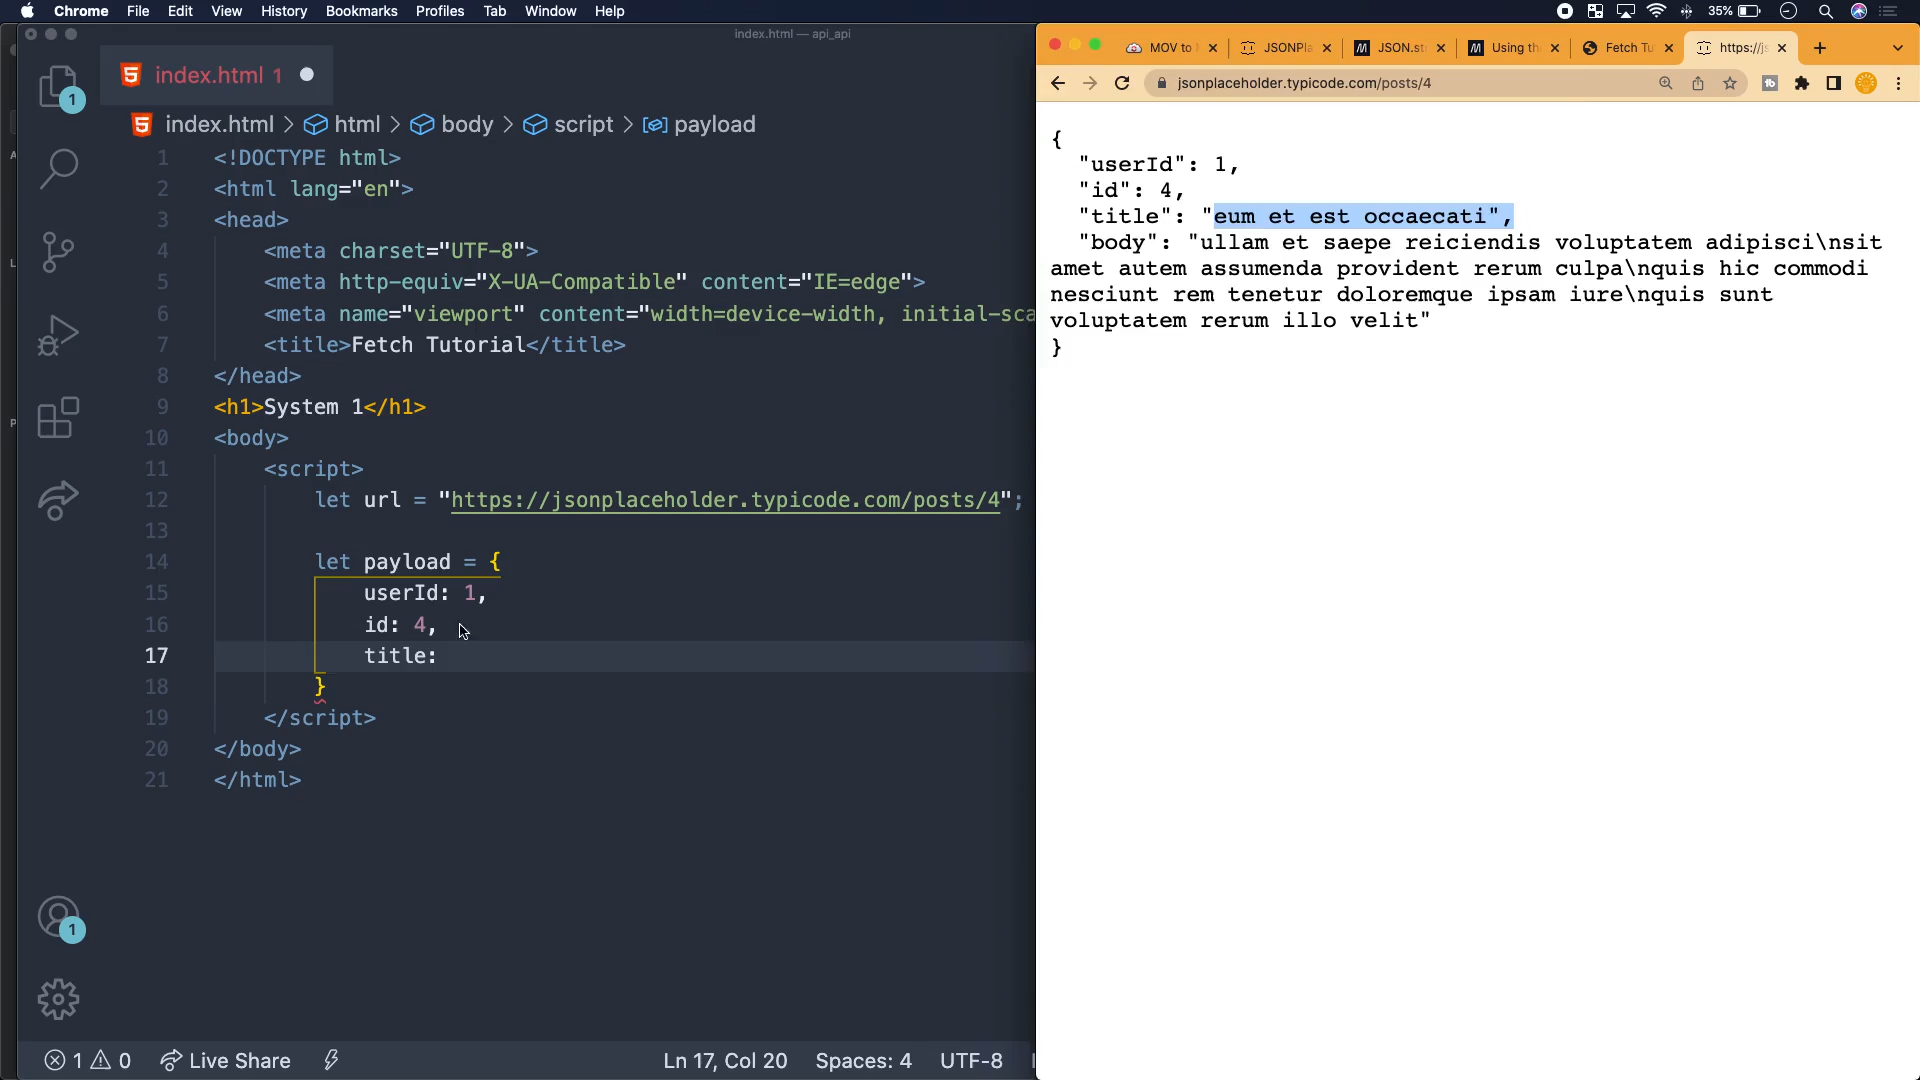 Chrome File Edit View History Bookmarks Profiles Tab Window Help 35%
index.html — api_api
index.html 1
index.html > html > body > script > payload
1 <!DOCTYPE html>
2 <html lang="en">
3 <head>
4 <meta charset="UTF-8">
5 <meta http-equiv="X-UA-Compatible" content="IE=edge">
6 <meta name="viewport" content="width=device-width, initial-sca
7 <title>Fetch Tutorial</title>
8 </head>
9 <h1>System 1</h1>
10 <body>
11 <script>
12 let url = "https://jsonplaceholder.typicode.com/posts/4";
13
14 let payload = {
15 userId: 1,
16 id: 4,
17 title:
18 }
19 </script>
20 </body>
21 </html>
1
1
1 0 Live Share Ln 17, Col 20 Spaces: 4 UTF-8
MOV to JSONPla JSON.st Using th Fetch Tu https://js
jsonplaceholder.typicode.com/posts/4
{
"userId": 1,
"id": 4,
"title": "eum et est occaecati",
"body": "ullam et saepe reiciendis voluptatem adipisci\nsit
amet autem assumenda provident rerum culpa\nquis hic commodi
nesciunt rem tenetur doloremque ipsam iure\nquis sunt
voluptatem rerum illo velit"
}